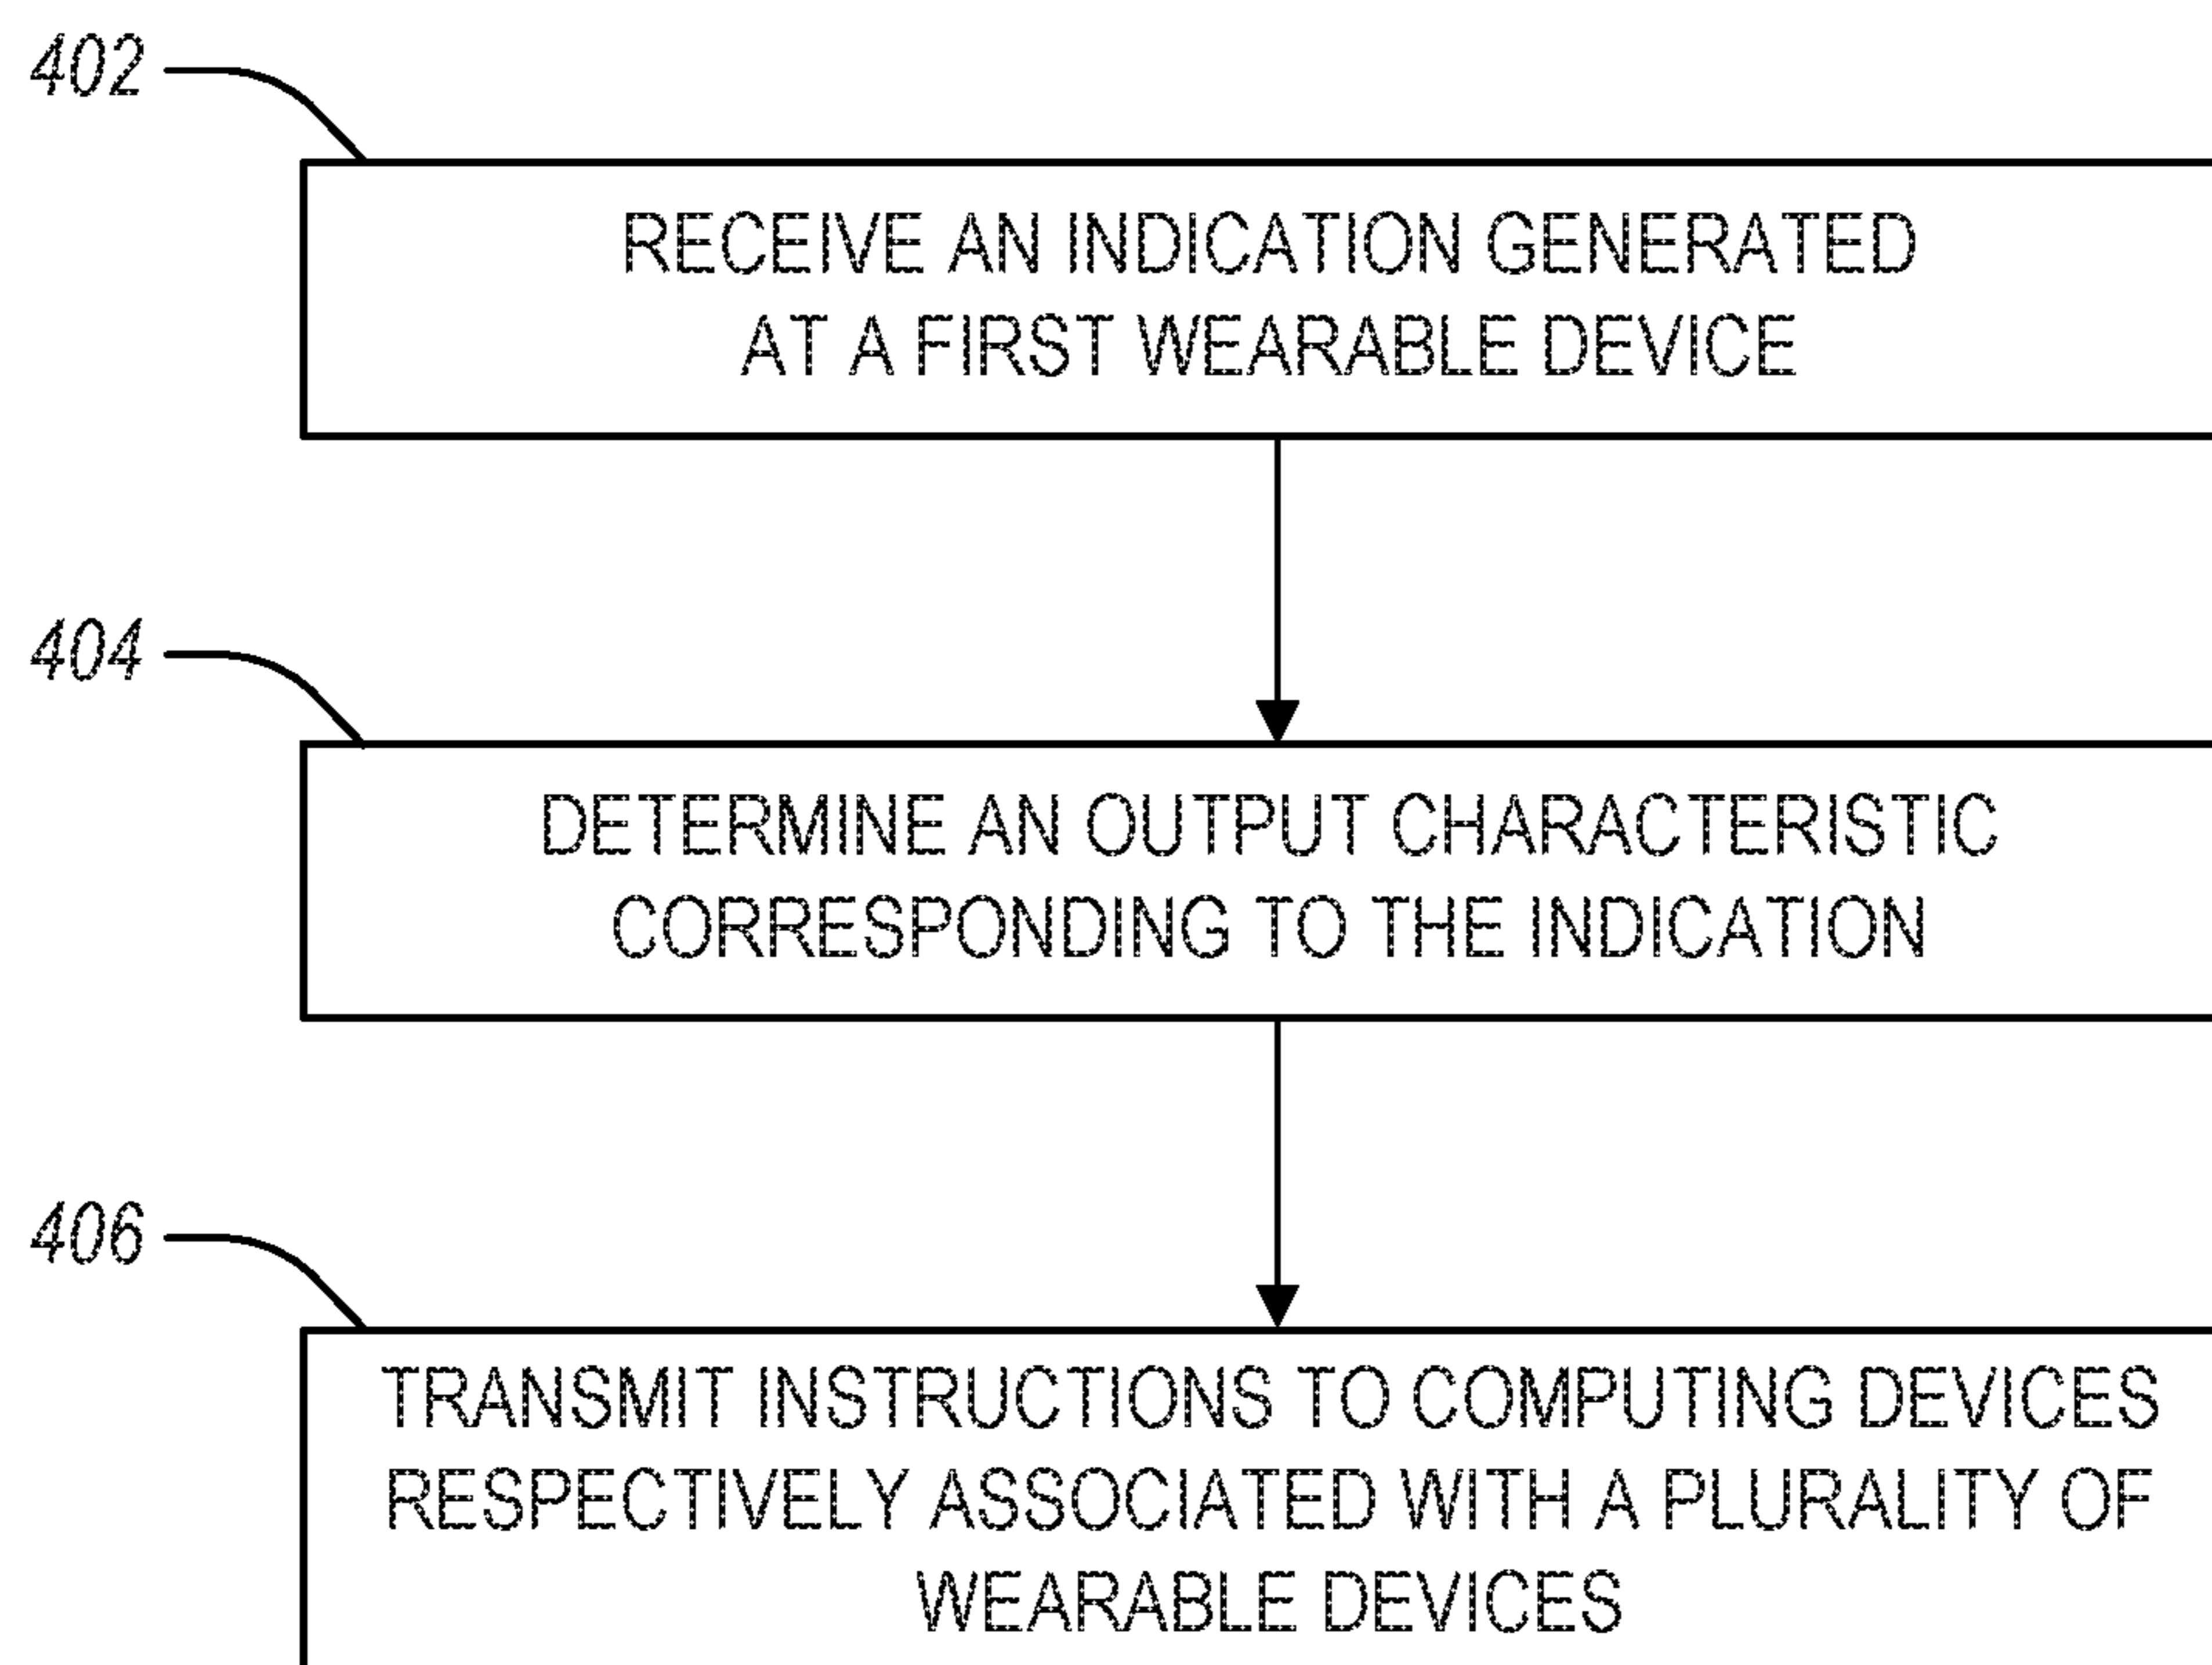 402
RECEIVE AN INDICATION GENERATED
AT A FIRST WEARABLE DEVICE
404
DETERMINE AN OUTPUT CHARACTERISTIC
CORRESPONDING TO THE INDICATION
406
TRANSMIT INSTRUCTIONS TO COMPUTING DEVICES
RESPECTIVELY ASSOCIATED WITH A PLURALITY OF
WEARABLE DEVICES